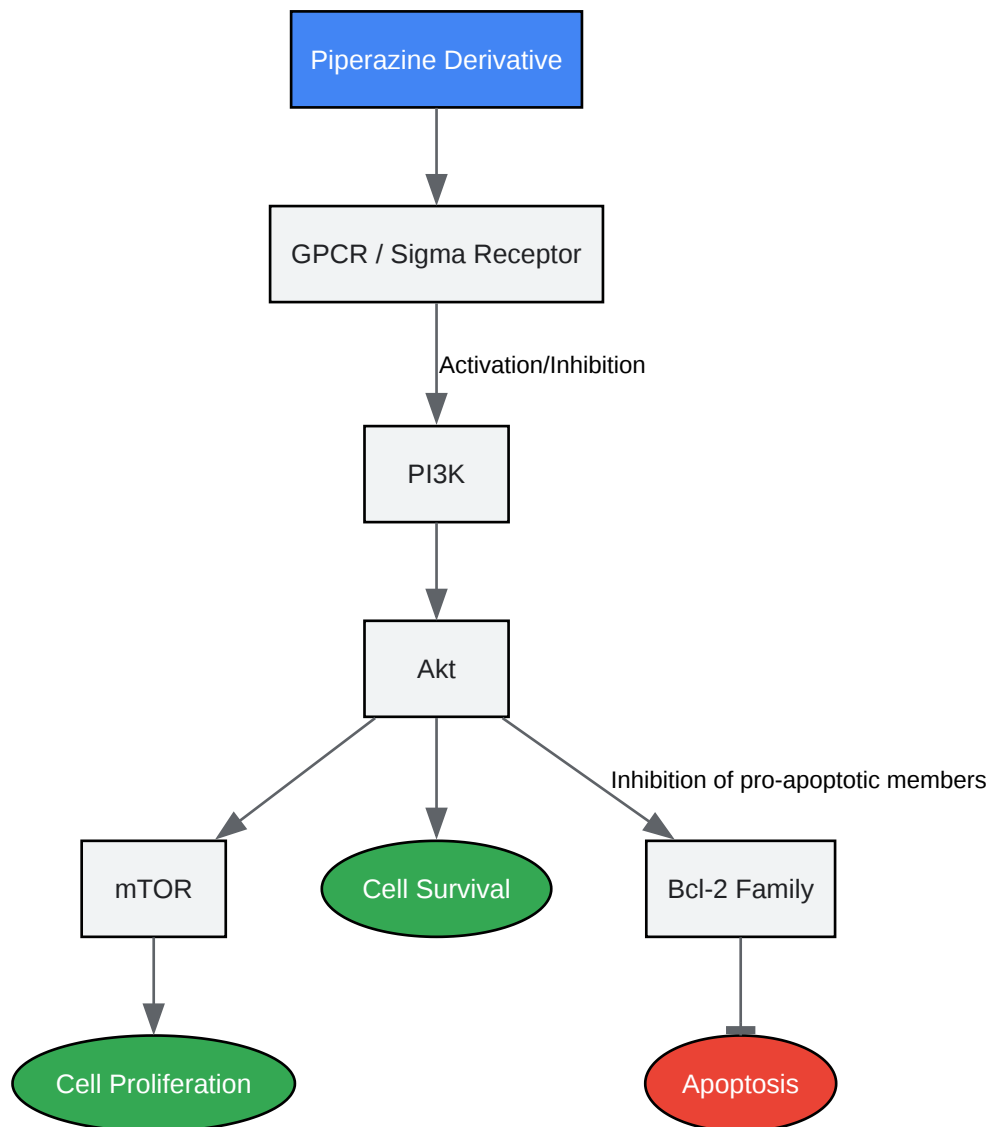 Piperazine Derivative
GPCR / Sigma Receptor
Activation/Inhibition
PI3K
Akt
Inhibition of pro-apoptotic members
mTOR
Cell Survival
Bcl-2 Family
Cell Proliferation
Apoptosis